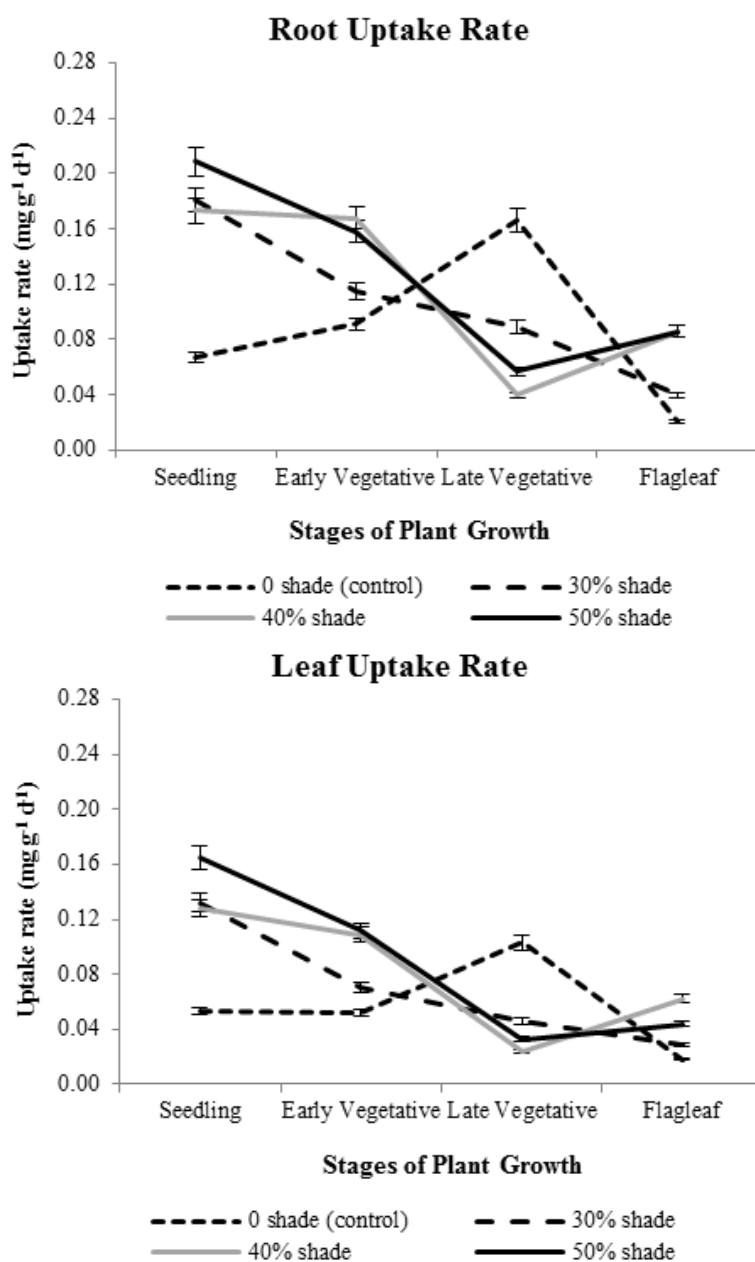 Root Uptake Rate
Uptake rate (mg g⁻¹ d⁻¹)
0.28
0.24
0.20
0.16
0.12
0.08
0.04
0.00
Seedling Early Vegetative Late Vegetative Flagleaf
Stages of Plant Growth
0 shade (control) 30% shade
40% shade 50% shade
Leaf Uptake Rate
Uptake rate (mg g⁻¹ d⁻¹)
0.28
0.24
0.20
0.16
0.12
0.08
0.04
0.00
Seedling Early Vegetative Late Vegetative Flagleaf
Stages of Plant Growth
0 shade (control) 30% shade
40% shade 50% shade